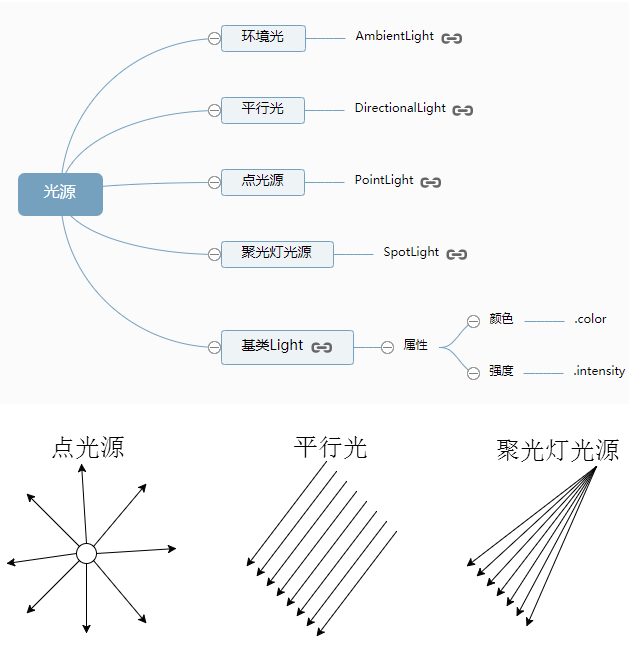 环境光 AmbientLight
平行光 DirectionalLight
点光源 PointLight
光源
聚光灯光源 SpotLight
基类Light 属性
颜色 .color
强度 .intensity
点光源 平行光 聚光灯光源